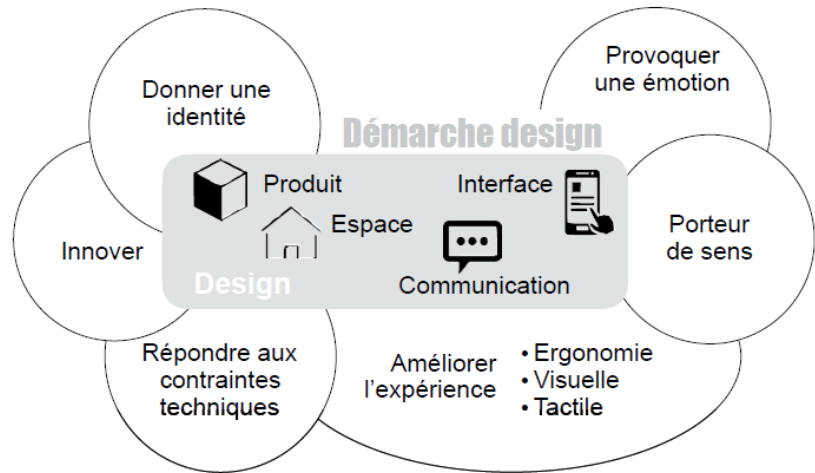 Donner une
identité
Provoquer
une émotion
Démarche design
Produit
Interface
Espace
Innover
Porteur
de sens
Design
Communication
Répondre aux
contraintes
techniques
Améliorer
l’expérience
• Ergonomie
• Visuelle
• Tactile